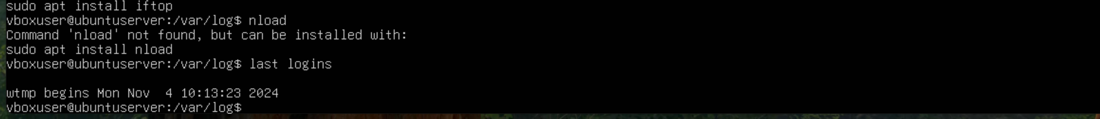 sudo apt install iftop
vboxuser@ubuntuserver:/var/log$ nload
Command 'nload' not found, but can be installed with:
sudo apt install nload
vboxuser@ubuntuserver:/var/log$ last logins

wtmp begins Mon Nov  4 10:13:23 2024
vboxuser@ubuntuserver:/var/log$